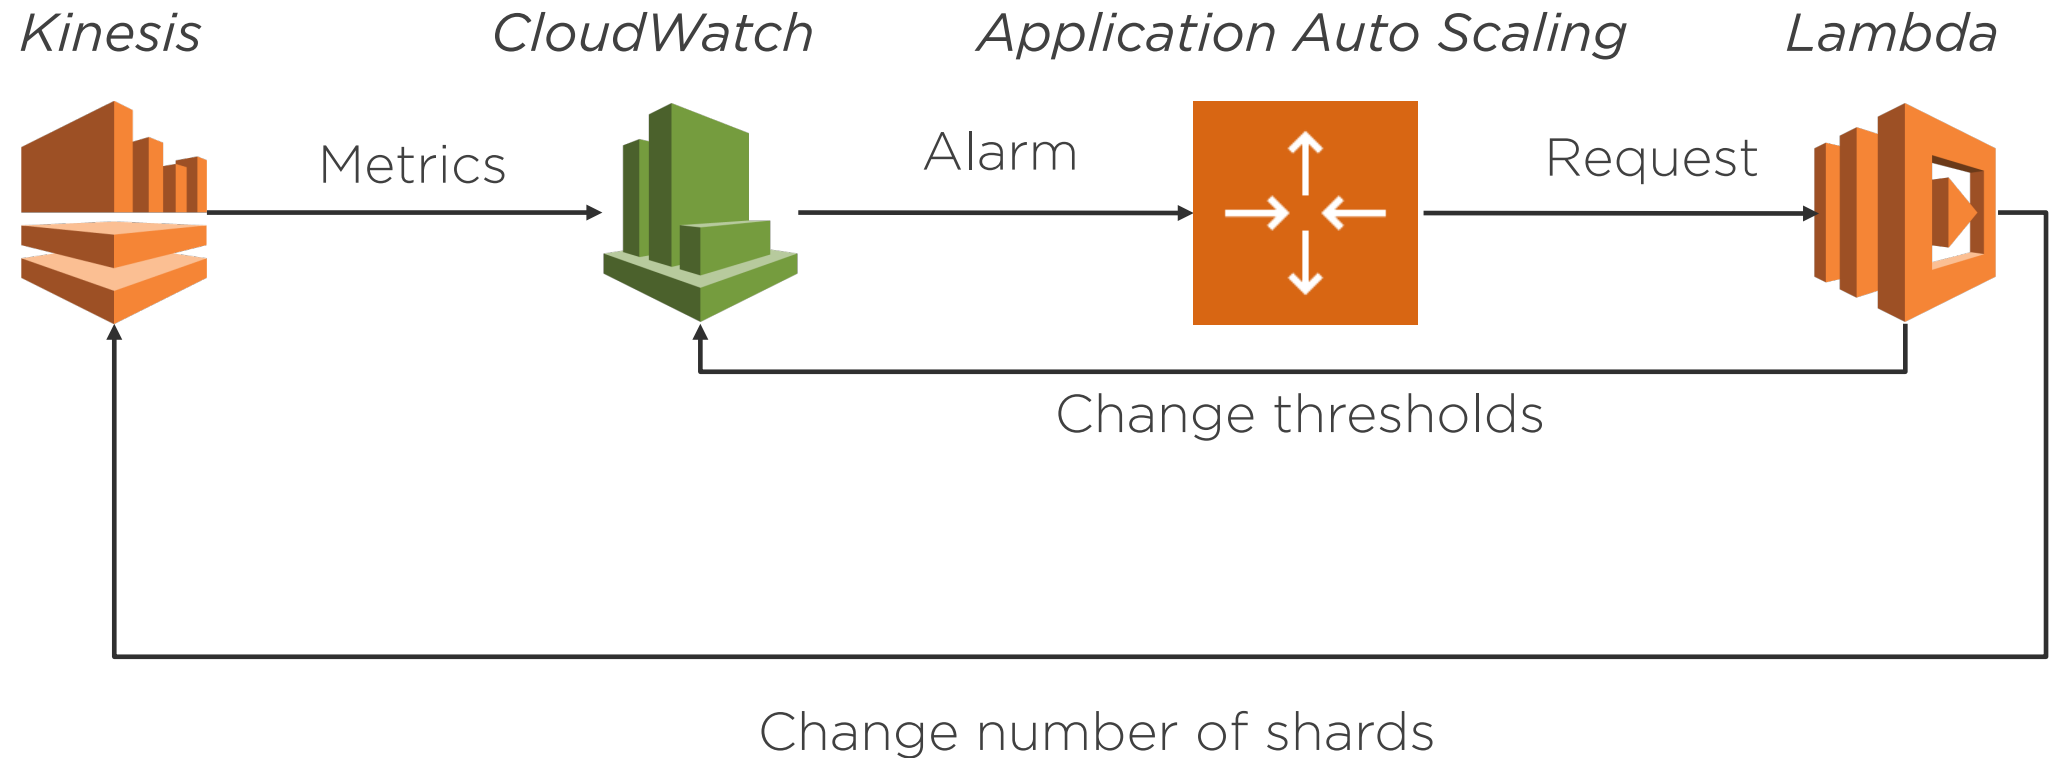 Kinesis
CloudWatch
Application Auto Scaling
Lambda
Metrics
Alarm
Request
Change thresholds
Change number of shards